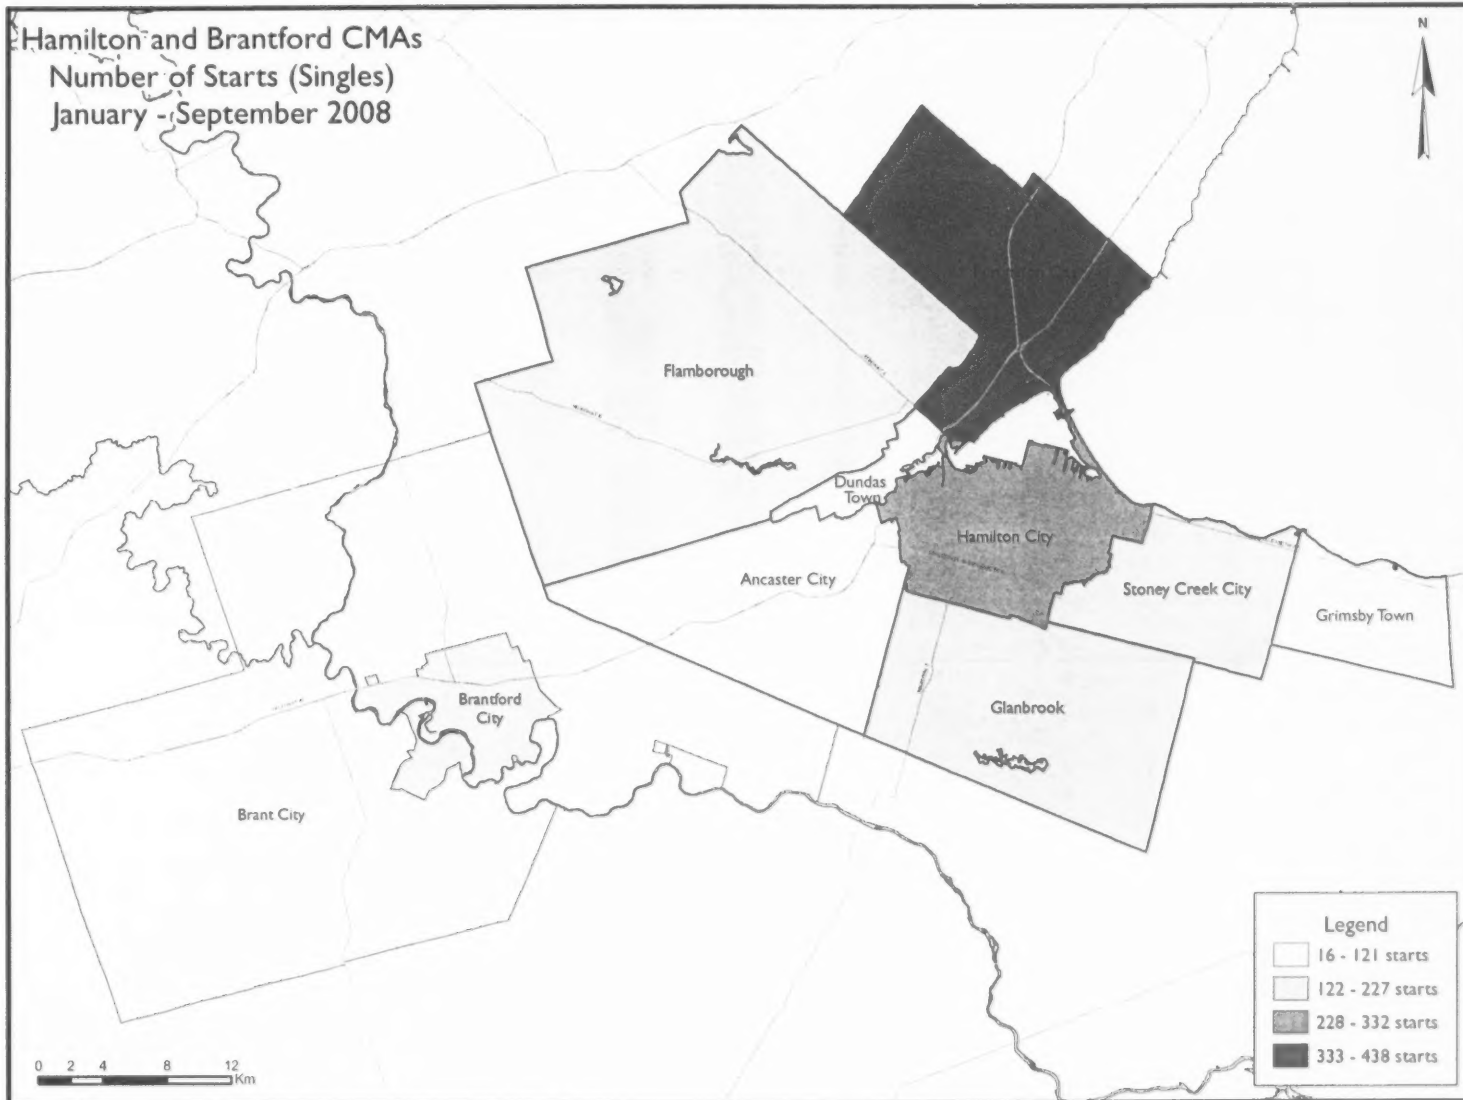 Hamilton and Brantford CMAs
Number of Starts (Singles)
January - September 2008
N
Flamborough
Dundas
Town
Hamilton City
Ancaster City
Stoney Creek City
Grimsby Town
Glanbrook
Brantford
City
Brant City
Legend
16 - 121 starts
122 - 227 starts
228 - 332 starts
333 - 438 starts
0 2 4 8 12
Km